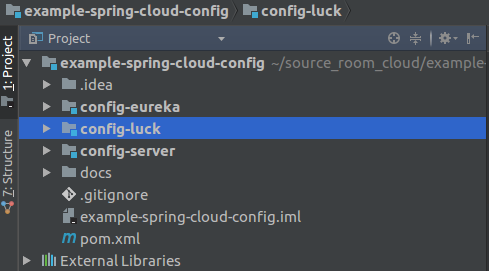 example-spring-cloud-config config-luck
1: Project
Project
example-spring-cloud-config ~/source_room_cloud/example-
.idea
config-eureka
config-luck
config-server
docs
.gitignore
example-spring-cloud-config.iml
pom.xml
External Libraries
7: Structure